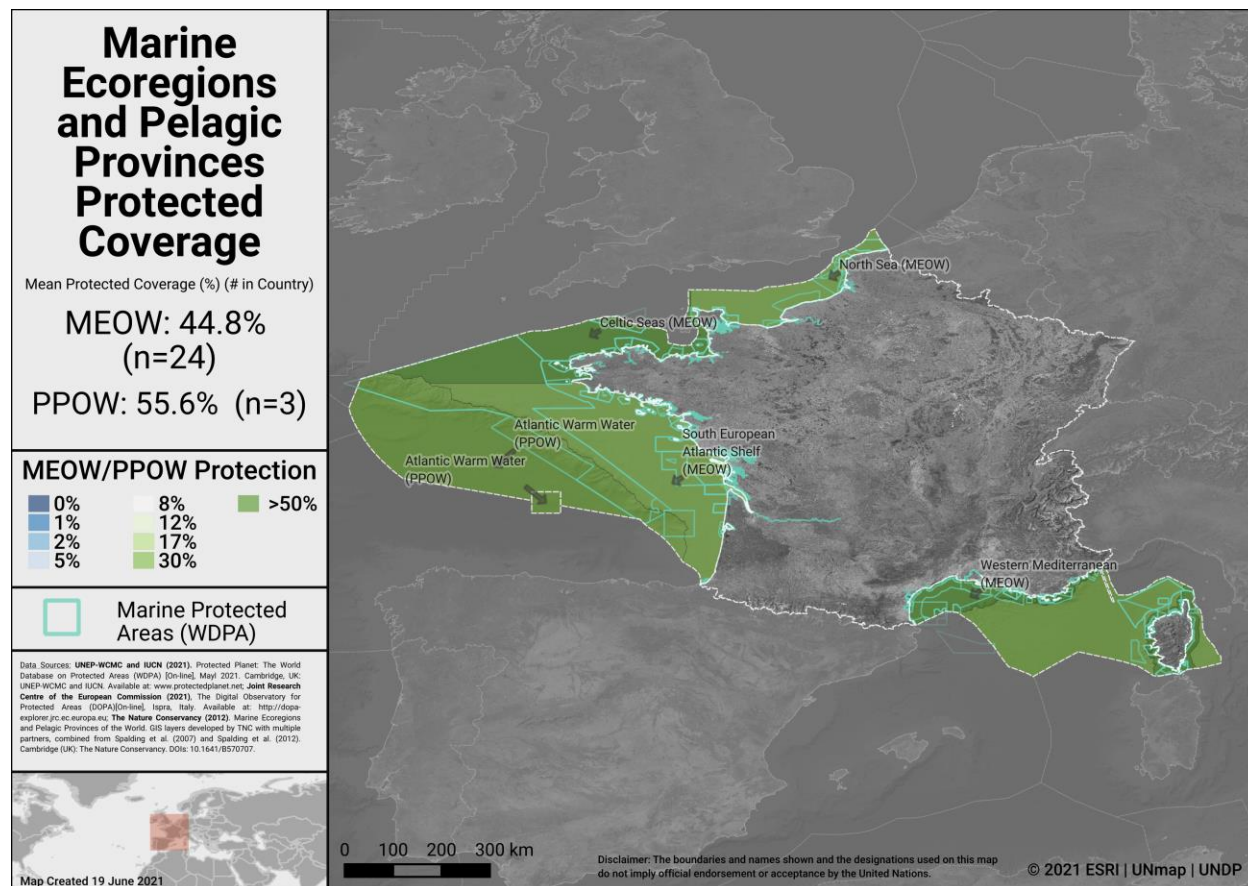 Marine
Ecoregions
and Pelagic
Provinces
Protected
Coverage
Mean Protected Coverage (%) (# in Country)
MEOW: 44.8%
(n=24)
PPOW: 55.6% (n=3)
MEOW/PPOW Protection
0%
1%
2%
5%
8%
12%
17%
30%
>50%
Marine Protected
Areas (WDPA)
Data Sources: UNEP-WCMC and IUCN (2021). Protected Planet: The World
Database on Protected Areas (WDPA) [On-line], Mayl 2021. Cambridge, UK:
UNEP-WCMC and IUCN. Available at: www.protectedplanet.net; Joint Research
Centre of the European Commission (2021), The Digital Observatory for
Protected Areas (DOPA)[On-line], Ispra, Italy. Available at: http://dopa-
explorer.jrc.ec.europa.eu; The Nature Conservancy (2012). Marine Ecoregions
and Pelagic Provinces of the World. GIS layers developed by TNC with multiple
partners, combined from Spalding et al. (2007) and Spalding et al. (2012).
Cambridge (UK): The Nature Conservancy. DOIs: 10.1641/B570707.
Map Created 19 June 2021
North Sea (MEOW)
Celtic Seas (MEOW)
Atlantic Warm Water
(PPOW)
South European
Atlantic Shelf
(MEOW)
Atlantic Warm Water
(PPOW)
Western Mediterranean
(MEOW)
0 100 200 300 km
Disclaimer: The boundaries and names shown and the designations used on this map
do not imply official endorsement or acceptance by the United Nations.
© 2021 ESRI | UNmap | UNDP